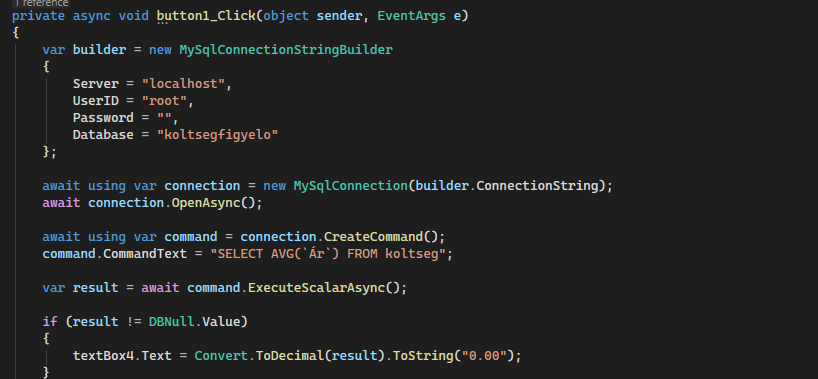 1 reference
private async void button1_Click(object sender, EventArgs e)
{
var builder = new MySqlConnectionStringBuilder
{
Server = "localhost",
UserID = "root",
Password = "",
Database = "koltsegfigyelo"
};
await using var connection = new MySqlConnection(builder.ConnectionString);
await connection.OpenAsync();
await using var command = connection.CreateCommand();
command.CommandText = "SELECT AVG(`Ár`) FROM koltseg";
var result = await command.ExecuteScalarAsync();
if (result != DBNull.Value)
{
textBox4.Text = Convert.ToDecimal(result).ToString("0.00");
}